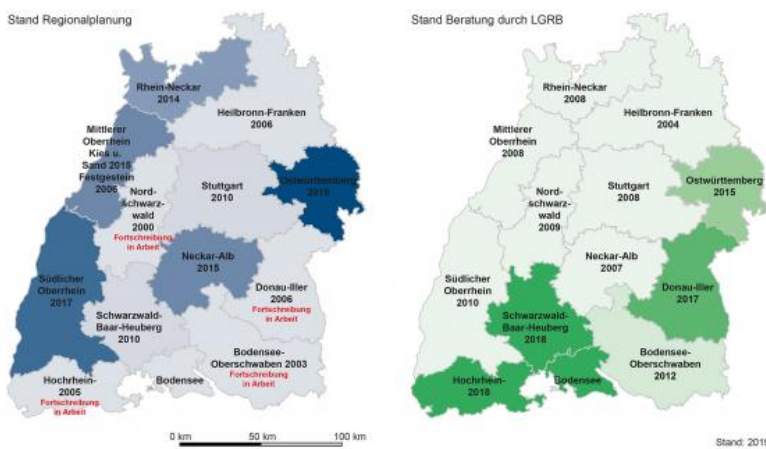 Stand Regionalplanung
Rhein-Neckar
2014
Heilbronn-Franken
2006
Mittlerer
Oberrhein
Kies u.
Sand 2015
Festgestein
2006
Nord-
schwarz-
wald
2000
Fortschreibung
in Arbeit
Stuttgart
2010
Ostwürttemberg
2018
Neckar-Alb
2015
Südlicher
Oberrhein
2017
Donau-Iller
2006
Fortschreibung
in Arbeit
Schwarzwald-
Baar-Heuberg
2010
Bodensee-
Oberschwaben 2003
Fortschreibung
in Arbeit
Hochrhein-
2005
Fortschreibung
in Arbeit
Bodensee
0 km
50 km
100 km
Stand Beratung durch LGRB
Rhein-Neckar
2008
Heilbronn-Franken
2004
Mittlerer
Oberrhein
2008
Nord-
schwarz-
wald
2009
Stuttgart
2008
Ostwürttemberg
2015
Neckar-Alb
2007
Südlicher
Oberrhein
2010
Donau-Iller
2017
Schwarzwald-
Baar-Heuberg
2018
Bodensee-
Oberschwaben
2012
Hochrhein-
2018
Bodensee
Stand: 2019